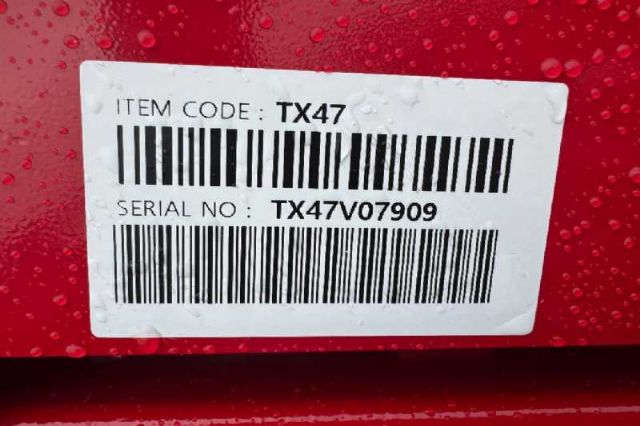 ITEM CODE : TX47
SERIAL NO : TX47V07909